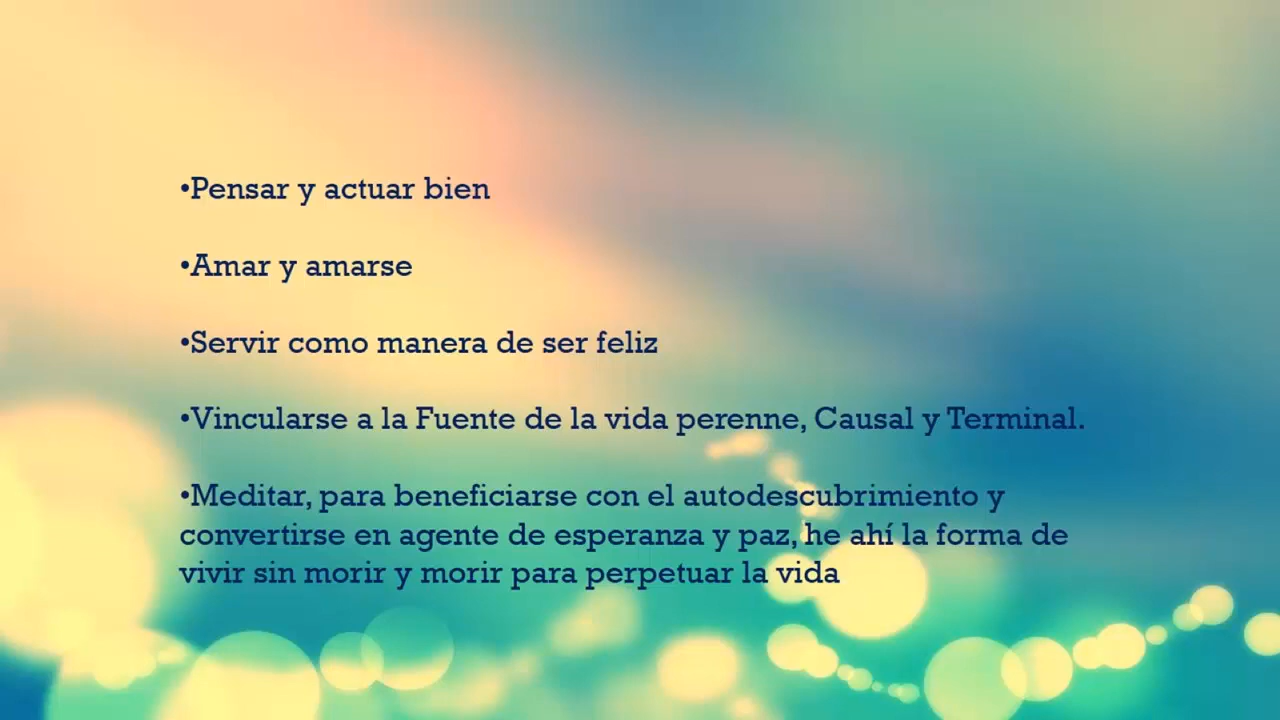 •Pensar y actuar bien
•Amar y amarse
•Servir como manera de ser feliz
•Vincularse a la Fuente de la vida perenne, Causal y Terminal.
•Meditar, para beneficiarse con el autodescubrimiento y
convertirse en agente de esperanza y paz, he ahí la forma de
vivir sin morir y morir para perpetuar la vida